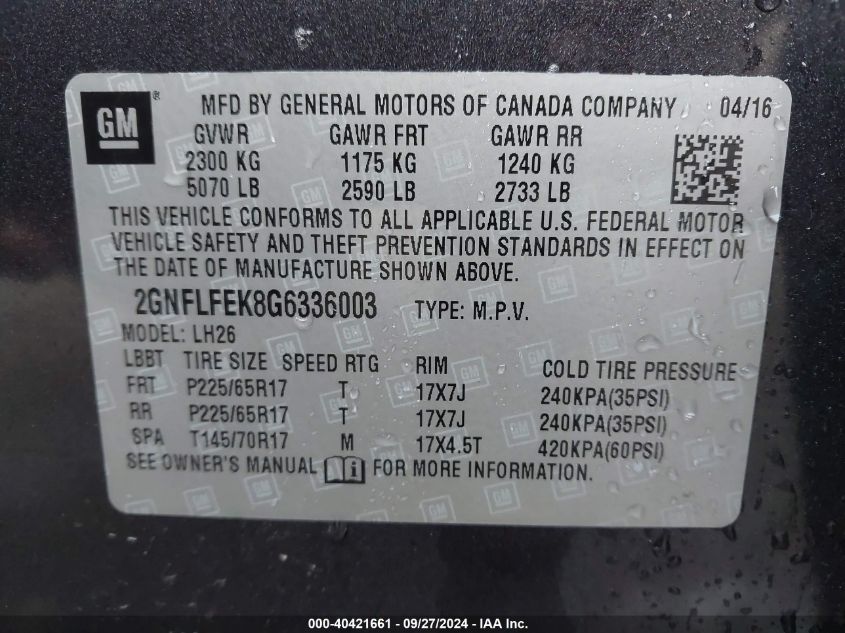 GM ® MFD BY GENERAL MOTORS OF CANADA COMPANY 04/16
GVWR GAWR FRT GAWR RR
2300 KG 1175 KG 1240 KG
5070 LB 2590 LB 2733 LB
THIS VEHICLE CONFORMS TO ALL APPLICABLE U.S. FEDERAL MOTOR
VEHICLE SAFETY AND THEFT PREVENTION STANDARDS IN EFFECT ON
THE DATE OF MANUFACTURE SHOWN ABOVE.
2GNFLFEK8G6336003 TYPE: M.P.V.
MODEL: LH26
LBBT TIRE SIZE SPEED RTG RIM COLD TIRE PRESSURE
FRT P225/65R17 T 17X7J 240KPA(35PSI)
RR P225/65R17 T 17X7J 240KPA(35PSI)
SPA T145/70R17 M 17X4.5T 420KPA(60PSI)
SEE OWNER'S MANUAL i FOR MORE INFORMATION.
000-40421661 - 09/27/2024 - IAA Inc.